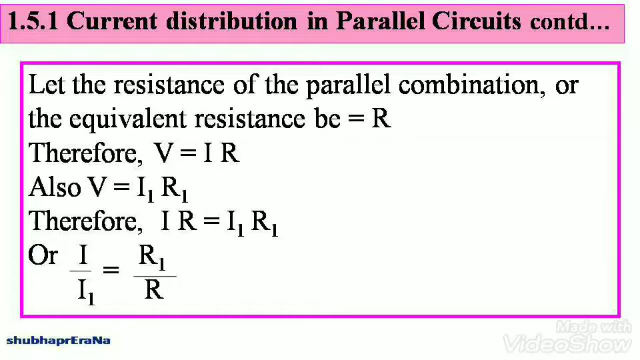 1.5.1 Current distribution in Parallel Circuits contd...
Let the resistance of the parallel combination, or
the equivalent resistance be = R
Therefore, V = I R
Also V = I₁ R₁
Therefore, I R = I₁ R₁
Or I/I₁ = R₁/R
shubhaprEraNa
Made with
VideoShow